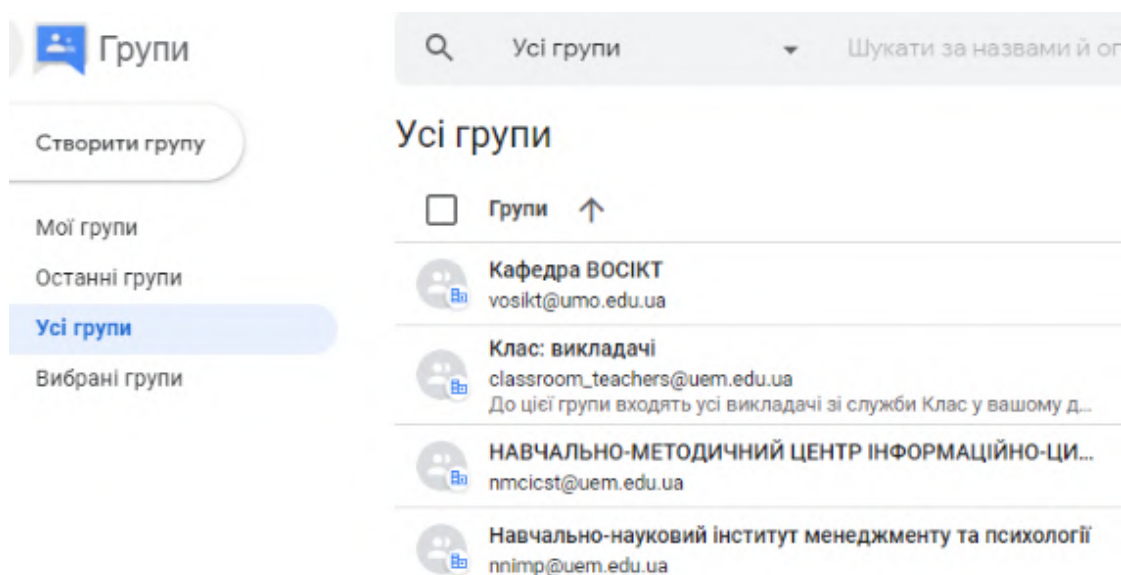 Групи
Створити групу
Мої групи
Останні групи
Усі групи
Вибрані групи
Усі групи
Шукати за назвами й
Усі групи
Групи
Кафедра ВОСІКТ
vosikt@umo.edu.ua
Клас: викладачі
classroom_teachers@uem.edu.ua
До цієї групи входять усі викладачі зі служби Клас у вашому д...
НАВЧАЛЬНО-МЕТОДИЧНИЙ ЦЕНТР ІНФОРМАЦІЙНО-ЦИ...
nmcicst@uem.edu.ua
Навчально-науковий інститут менеджменту та психології
nnimp@uem.edu.ua